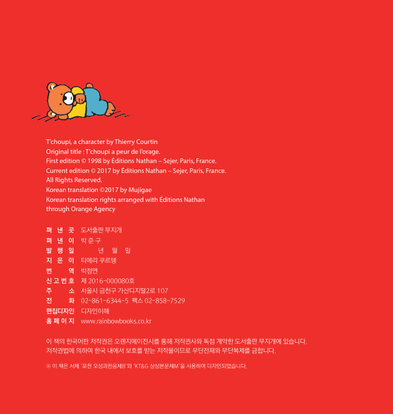 T'choupi, a character by Thierry Courtin
Original title : T'choupi a peur de l'orage.
First edition © 1998 by Éditions Nathan – Sejer, Paris, France.
Current edition © 2017 by Éditions Nathan – Sejer, Paris, France.
All Rights Reserved.
Korean translation ©2017 by Mujigae
Korean translation rights arranged with Éditions Nathan
through Orange Agency
펴 낸 곳 도서출판 무지개
펴 낸 이 박 준 구
발 행 일 년 월 일
지 은 이 티에리 쿠르탱
번 역 박정연
신 고 번 호 제 2016-000080호
주 소 서울시 금천구 가산디지털2로 107
전 화 02-861-6344~5 팩스 02-858-7529
편집디자인 디자인이래
홈 페 이 지 www.rainbowbooks.co.kr
이 책의 한국어판 저작권은 오렌지에이전시를 통해 저작권사와 독점 계약한 도서출판 무지개에 있습니다.
저작권법에 의하여 한국 내에서 보호를 받는 저작물이므로 무단전재와 무단복제를 금합니다.
※ 이 책은 서체 '포천 오성과한음체B'와 'KT&G 상상본문체M'을 사용하여 디자인되었습니다.